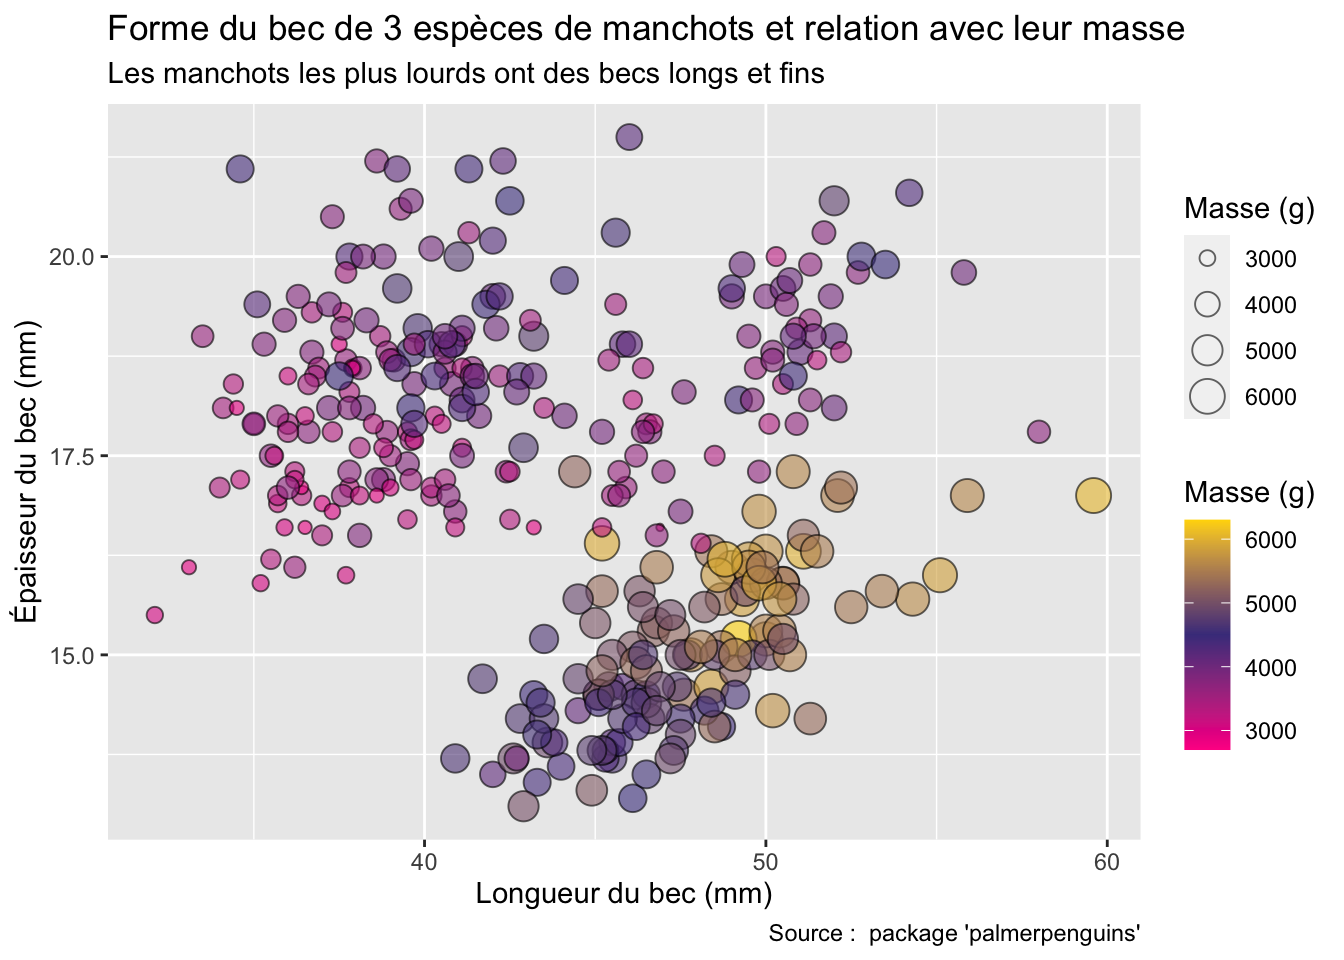 Forme du bec de 3 espèces de manchots et relation avec leur masse
Les manchots les plus lourds ont des becs longs et fins
Épaisseur du bec (mm)
20.0
17.5
15.0
40
50
60
Longueur du bec (mm)
Masse (g)
3000
4000
5000
6000
Masse (g)
6000
5000
4000
3000
Source :  package 'palmerpenguins'